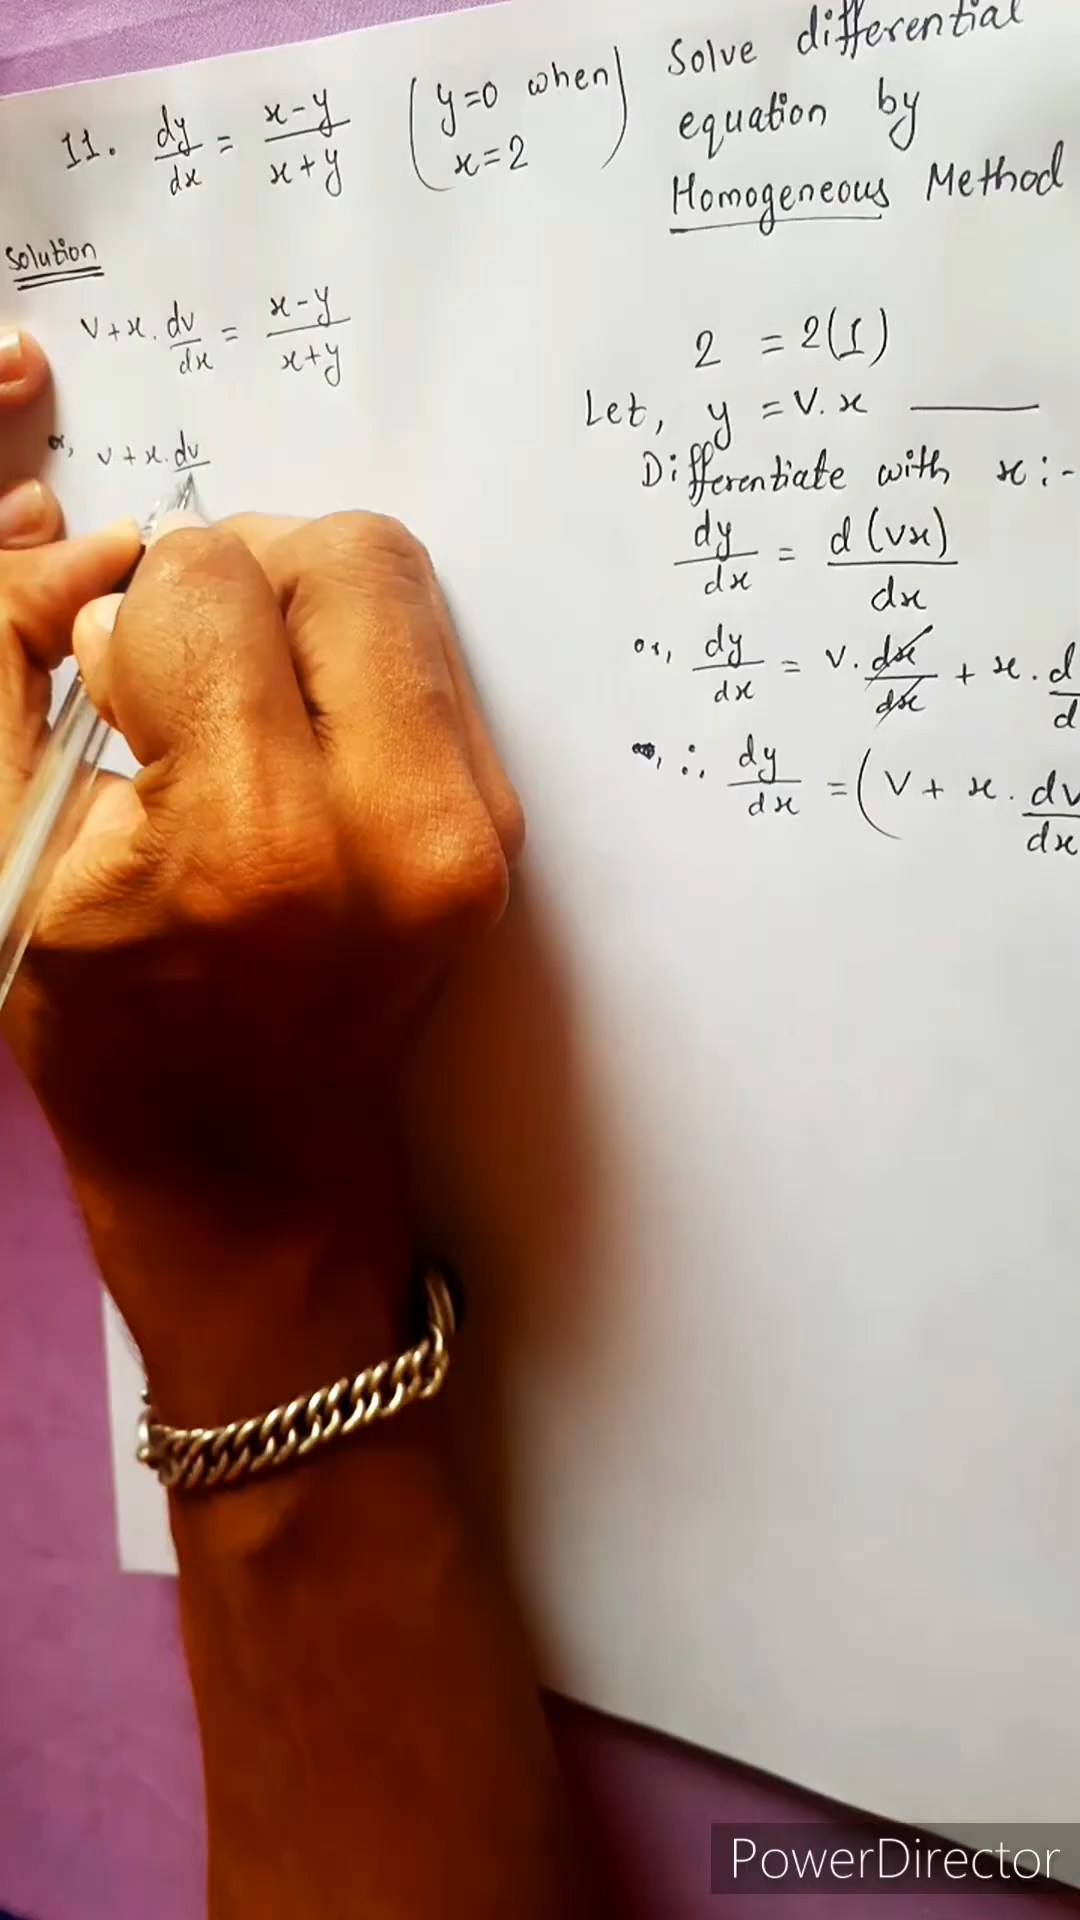 11. dy/dx = x-y/x+y (y=0 when x=2)
Solve differential
equation by
Homogeneous Method
Solution
v+x.dv/dx = x-y/x+y
or, v+x.dv
2 = 2(1)
Let, y = v.x
Differentiate with x:-
dy/dx = d(vx)/dx
or, dy/dx = v.dx/dx + x.d/d
∴ dy/dx = (v + x.dv/dx
PowerDirector